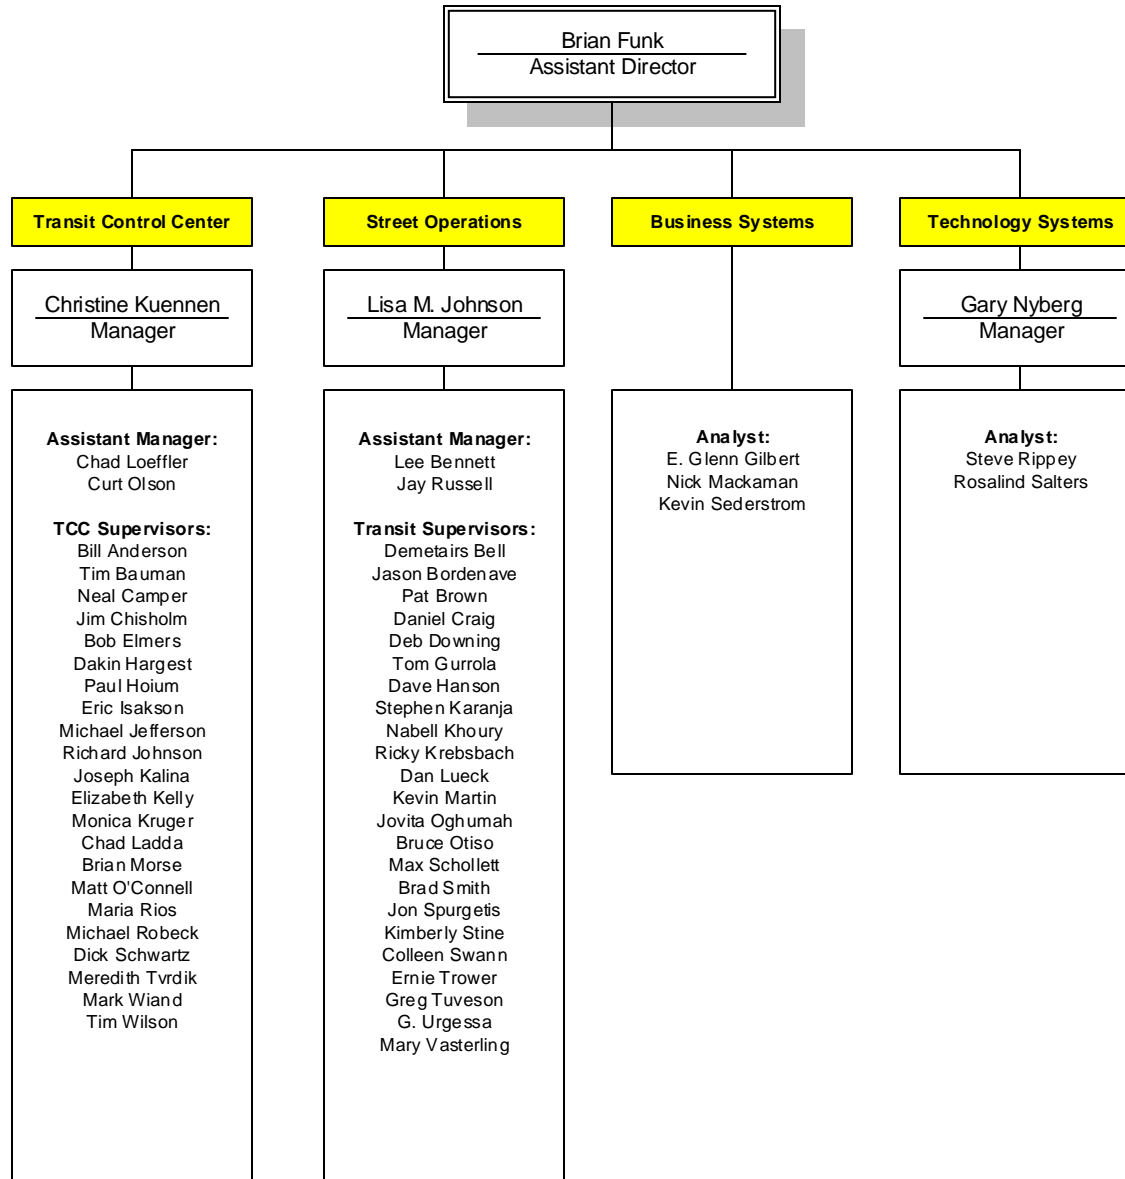 Brian Funk
Assistant Director
Transit Control Center
Christine Kuennen
Manager
Assistant Manager:
Chad Loeffler
Curt Olson
TCC Supervisors:
Bill Anderson
Tim Bauman
Neal Camper
Jim Chisholm
Bob Elmers
Dakin Hargest
Paul Hoium
Eric Isakson
Michael Jefferson
Richard Johnson
Joseph Kalina
Elizabeth Kelly
Monica Kruger
Chad Ladda
Brian Morse
Matt O'Connell
Maria Rios
Michael Robeck
Dick Schwartz
Meredith Tvrdik
Mark Wiand
Tim Wilson
Street Operations
Lisa M. Johnson
Manager
Assistant Manager:
Lee Bennett
Jay Russell
Transit Supervisors:
Demetairs Bell
Jason Bordenave
Pat Brown
Daniel Craig
Deb Downing
Tom Gurrola
Dave Hanson
Stephen Karanja
Nabell Khoury
Ricky Krebsbach
Dan Lueck
Kevin Martin
Jovita Oghumah
Bruce Otiso
Max Schollett
Brad Smith
Jon Spurgetis
Kimberly Stine
Colleen Swann
Ernie Trower
Greg Tuveson
G. Urgessa
Mary Vasterling
Business Systems
Analyst:
E. Glenn Gilbert
Nick Mackaman
Kevin Sederstrom
Technology Systems
Gary Nyberg
Manager
Analyst:
Steve Rippey
Rosalind Salters